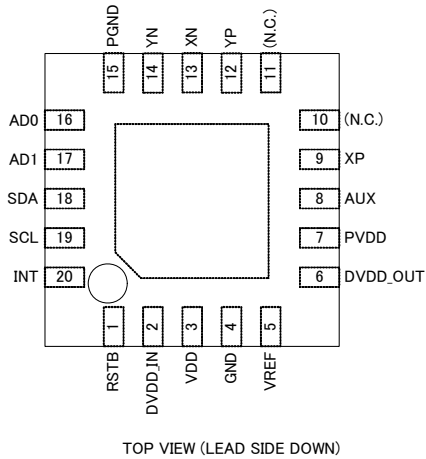 PGND YN XN YP (N.C.)
15 14 13 12 11
AD0 16 10 (N.C.)
AD1 17 9 XP
SDA 18 8 AUX
SCL 19 7 PVDD
INT 20 6 DVDD_OUT
1 2 3 4 5
RSTB DVDD_IN VDD GND VREF
TOP VIEW (LEAD SIDE DOWN)